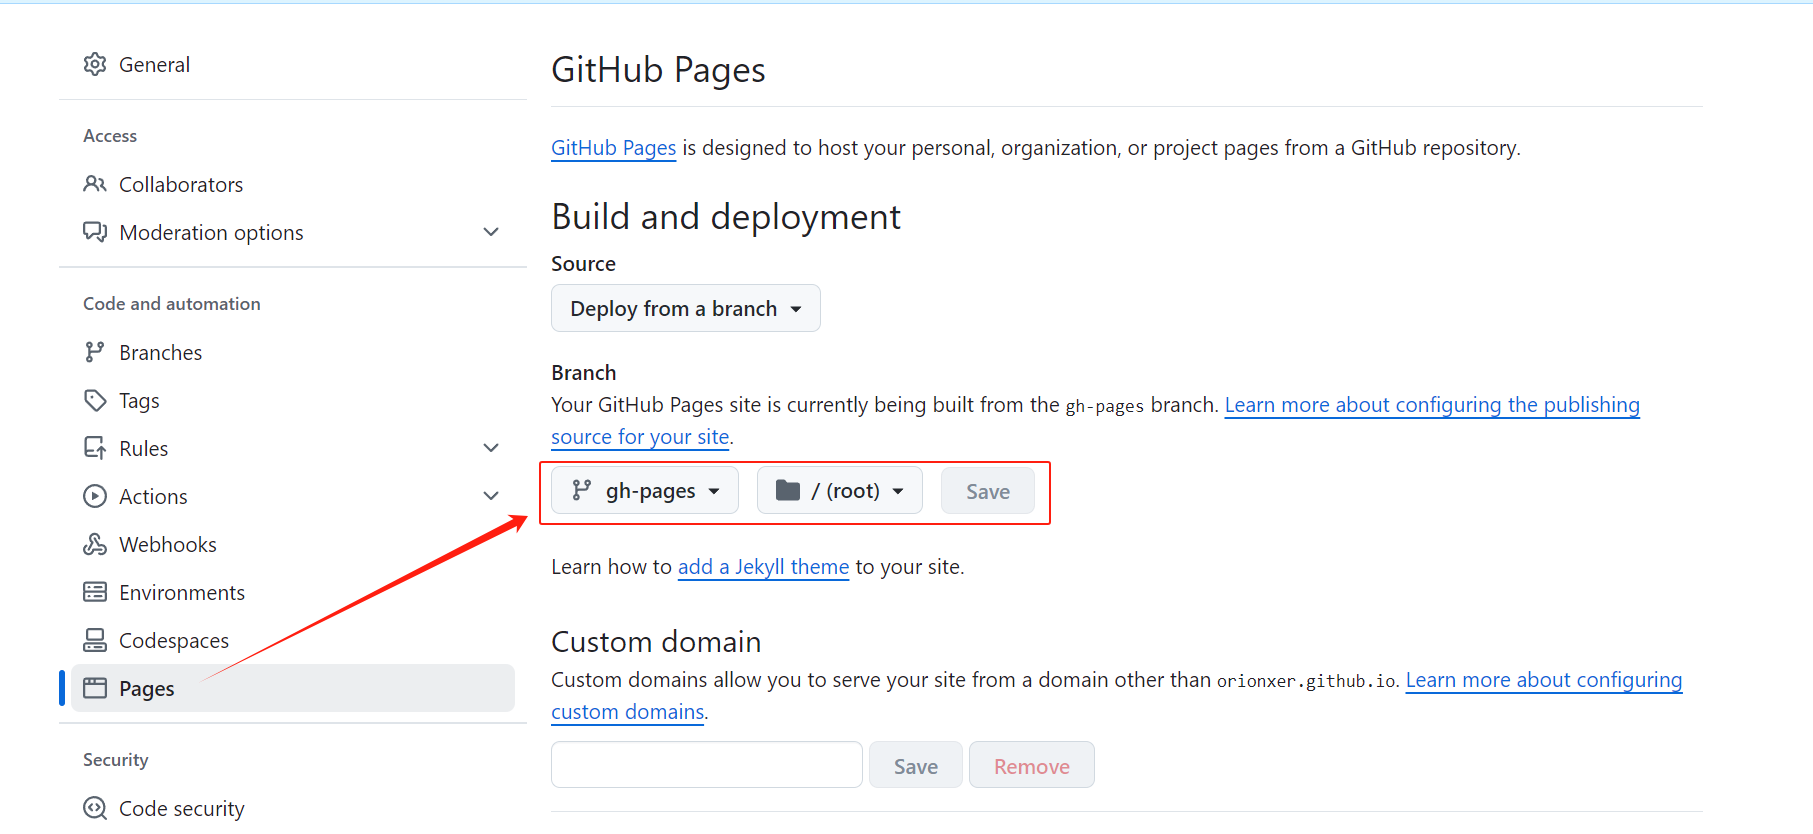 General
Access
Collaborators
Moderation options
Code and automation
Branches
Tags
Rules
Actions
Webhooks
Environments
Codespaces
Pages
Security
Code security
GitHub Pages
GitHub Pages is designed to host your personal, organization, or project pages from a GitHub repository.
Build and deployment
Source
Deploy from a branch
Branch
Your GitHub Pages site is currently being built from the gh-pages branch. Learn more about configuring the publishing
source for your site.
gh-pages / (root) Save
Learn how to add a Jekyll theme to your site.
Custom domain
Custom domains allow you to serve your site from a domain other than orionxer.github.io. Learn more about configuring
custom domains.
Save Remove